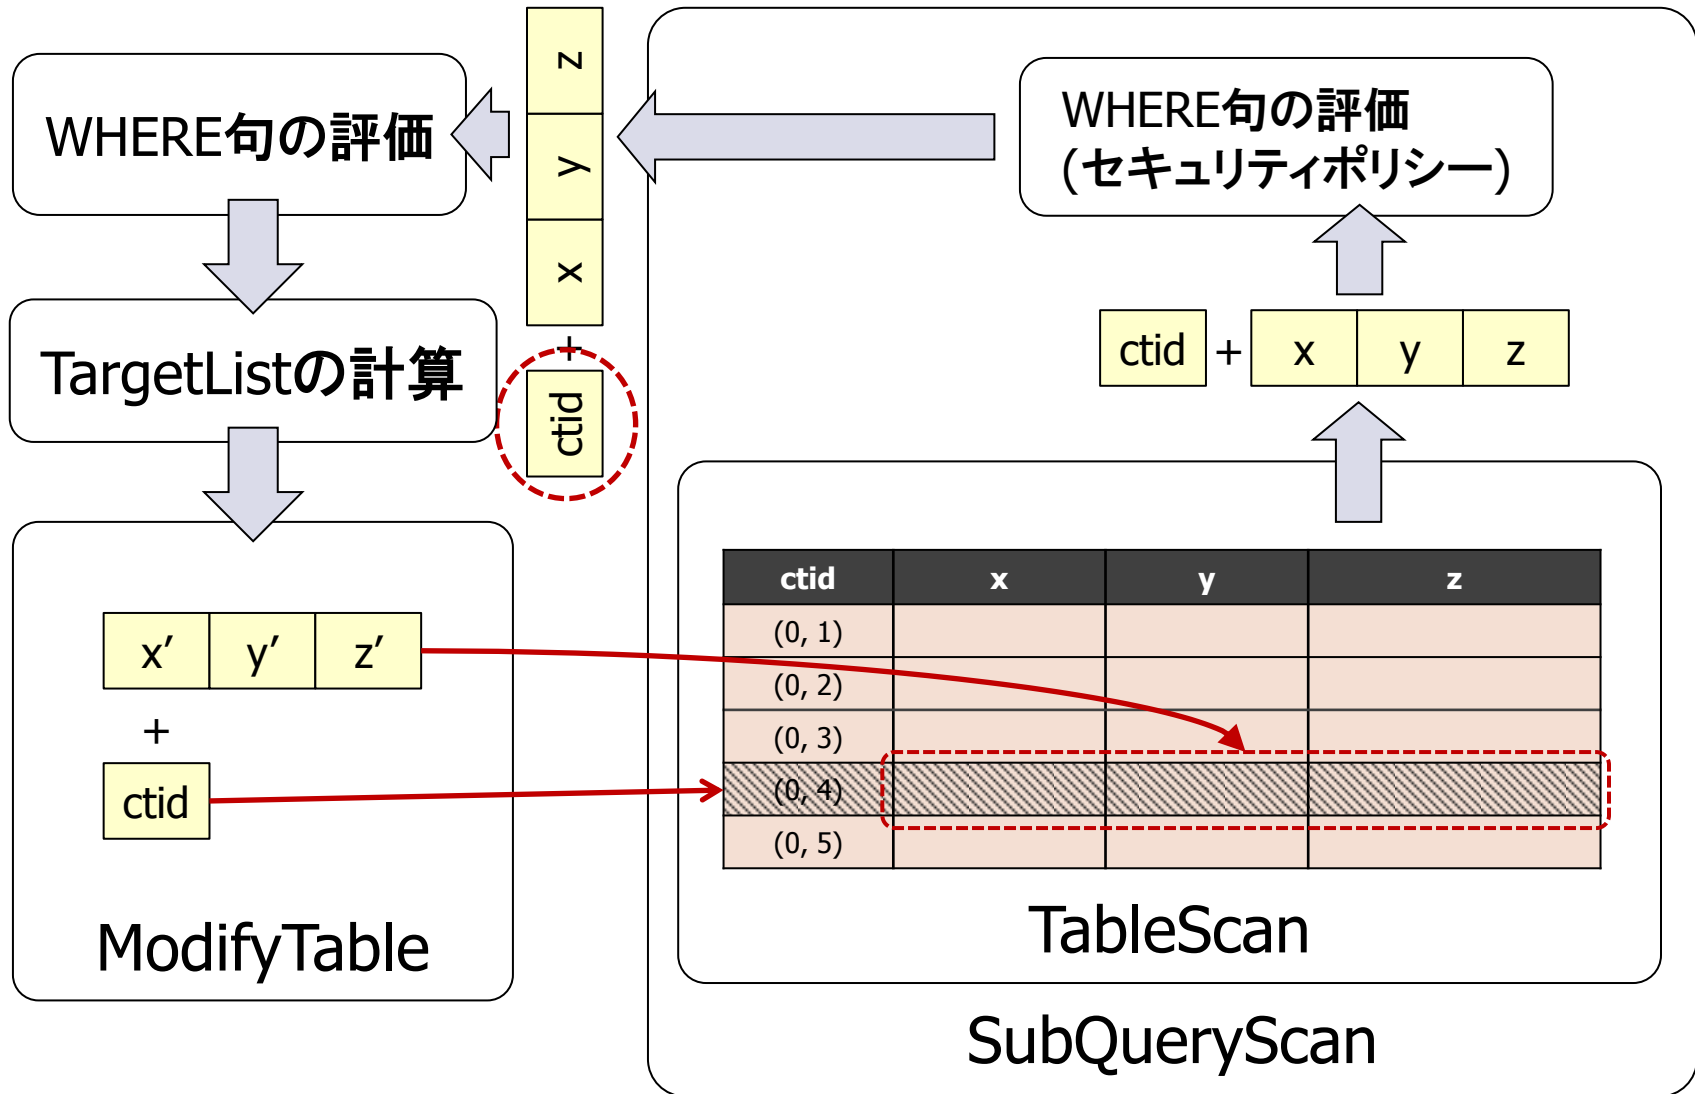 WHERE句の評価
TargetListの計算
z
y
x
+
ctid
WHERE句の評価
(セキュリティポリシー)
ctid + x y z
x′ y′ z′
+
ctid
ModifyTable
ctid x y z
(0, 1)
(0, 2)
(0, 3)
(0, 4)
(0, 5)
TableScan
SubQueryScan